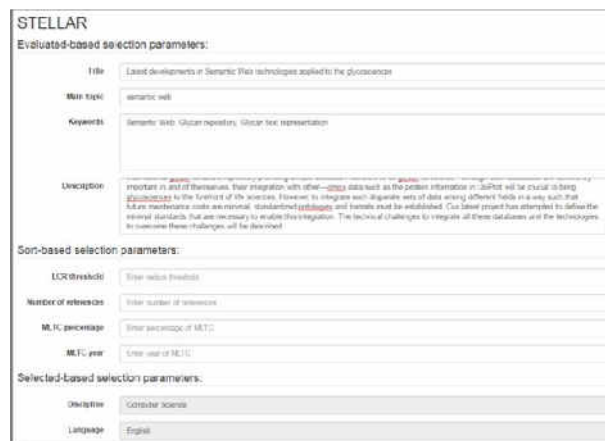 STELLAR
Evaluated-based selection parameters:
Title
Latest developments in Semantic Web technologies applied to the glycosciences
Main topic
semantic web
Keywords
Semantic Web, Glycan repository, Glycan text representation
Description
important in and of themselves, their integration with other—omics data such as the protein information in UniProt will be crucial to bring
glycosciences to the forefront of life sciences. However, to integrate such disparate sets of data among different fields in a way such that
future maintenance costs are minimal, standardized ontologies and formats must be established. Our latest project has attempted to define the
minimal standards that are necessary to enable this integration. The technical challenges to integrate all these databases and the technologies
to overcome these challenges will be described
Sort-based selection parameters:
LCR threshold
Enter radius threshold
Number of references
Enter number of references
MLTC percentage
Enter percentage of MLTC
MLTC year
Enter year of MLTC
Selected-based selection parameters:
Discipline
Computer Science
Language
English